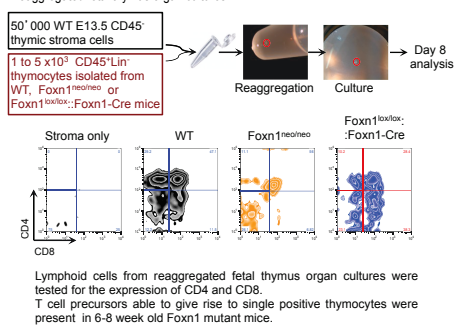 50´000 WT E13.5 CD45-
thymic stroma cells
1 to 5 x10³ CD45⁺Lin-
thymocytes isolated from
WT, Foxn1neo/neo or
Foxn1lox/lox::Foxn1-Cre mice
Day 8
analysis
Reaggregation
Culture
Stroma only
WT
Foxn1neo/neo
Foxn1lox/lox:
:Foxn1-Cre
CD4
CD8
Lymphoid cells from reaggregated fetal thymus organ cultures were
tested for the expression of CD4 and CD8.
T cell precursors able to give rise to single positive thymocytes were
present in 6-8 week old Foxn1 mutant mice.